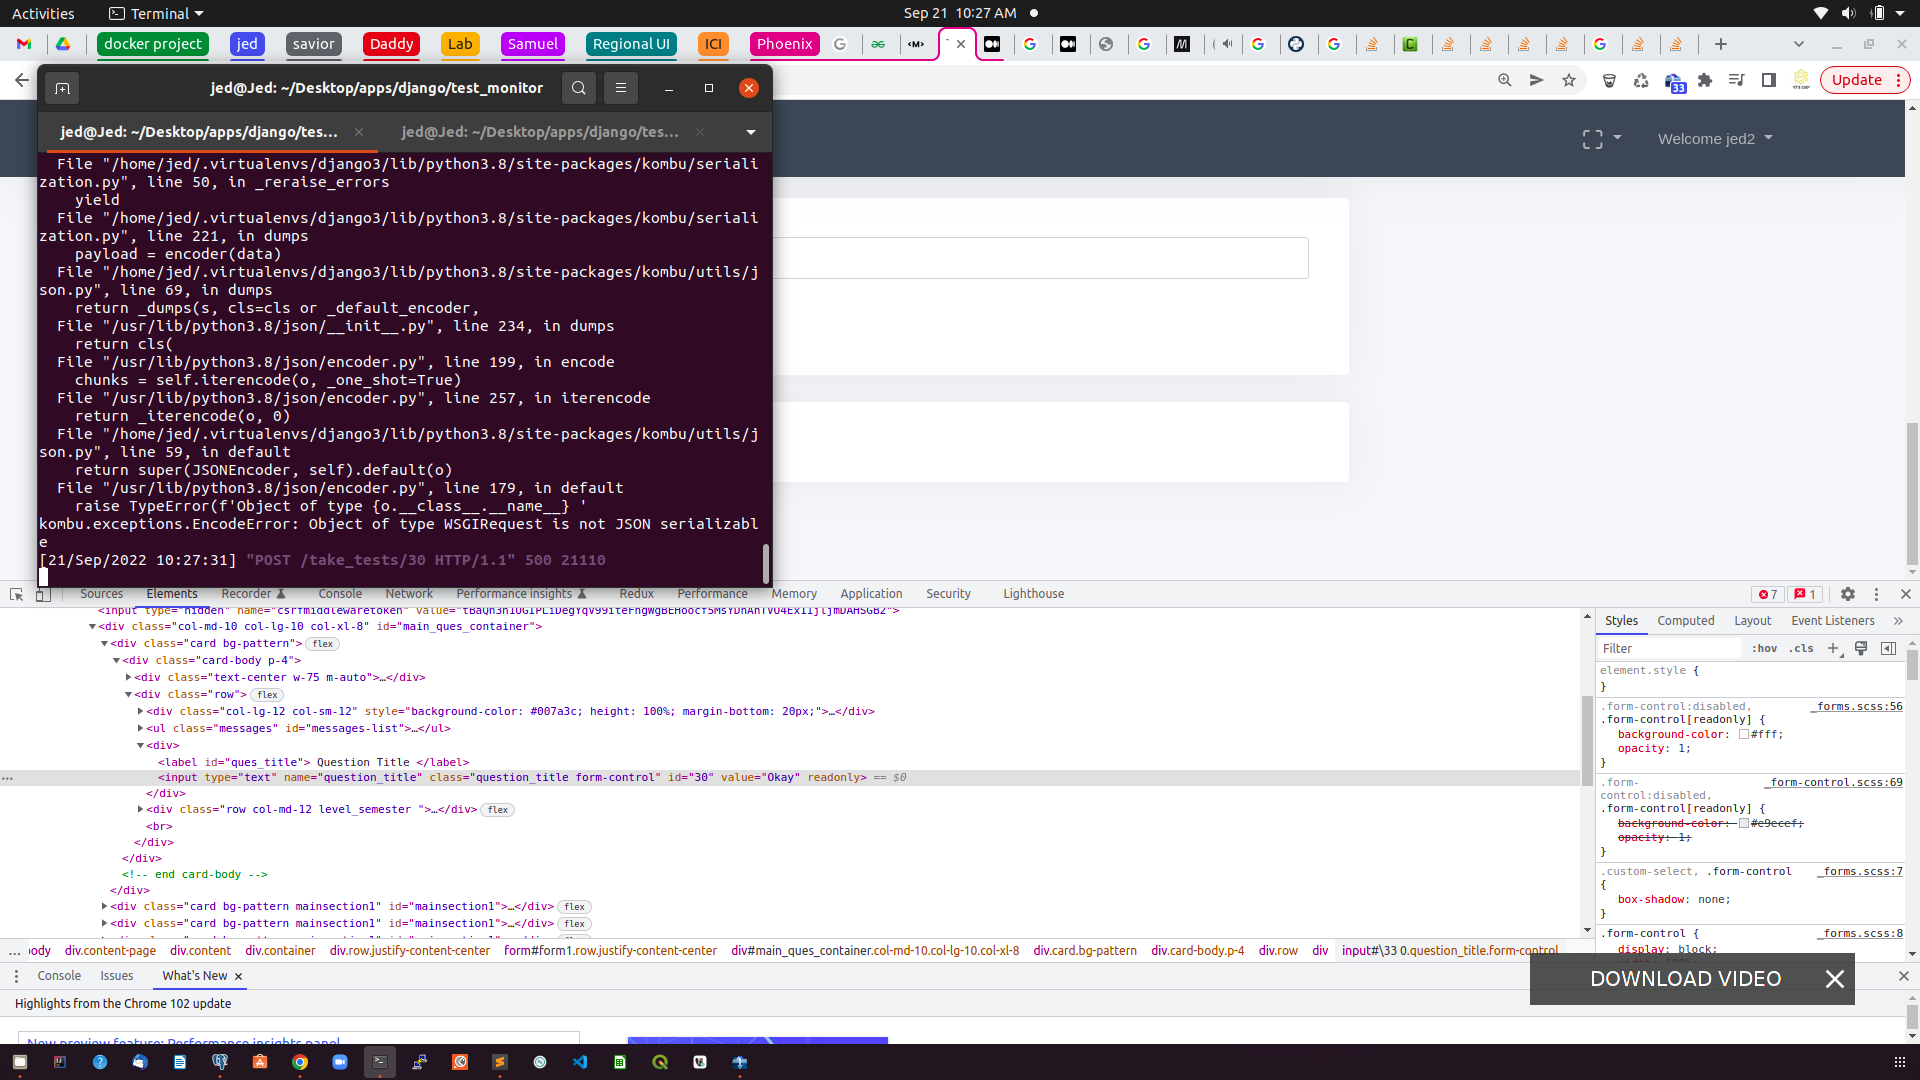 Activities
Terminal
Sep 21 10:27 AM
docker project
jed
savior
Daddy
Lab
Samuel
Regional UI
ICI
Phoenix
Update
33
jed@Jed: ~/Desktop/apps/django/test_monitor
jed@Jed: ~/Desktop/apps/django/tes...
jed@Jed: ~/Desktop/apps/django/tes...
Welcome jed2
File "/home/jed/.virtualenvs/django3/lib/python3.8/site-packages/kombu/seriali
zation.py", line 50, in _reraise_errors
yield
File "/home/jed/.virtualenvs/django3/lib/python3.8/site-packages/kombu/seriali
zation.py", line 221, in dumps
payload = encoder(data)
File "/home/jed/.virtualenvs/django3/lib/python3.8/site-packages/kombu/utils/j
son.py", line 69, in dumps
return _dumps(s, cls=cls or _default_encoder,
File "/usr/lib/python3.8/json/__init__.py", line 234, in dumps
return cls(
File "/usr/lib/python3.8/json/encoder.py", line 199, in encode
chunks = self.iterencode(o, _one_shot=True)
File "/usr/lib/python3.8/json/encoder.py", line 257, in iterencode
return _iterencode(o, 0)
File "/home/jed/.virtualenvs/django3/lib/python3.8/site-packages/kombu/utils/j
son.py", line 59, in default
return super(JSONEncoder, self).default(o)
File "/usr/lib/python3.8/json/encoder.py", line 179, in default
raise TypeError(f'Object of type {o.__class__.__name__} '
kombu.exceptions.EncodeError: Object of type WSGIRequest is not JSON serializabl
e
[21/Sep/2022 10:27:31] "POST /take_tests/30 HTTP/1.1" 500 21110
Sources Elements Recorder Console Network Performance insights Redux Performance Memory Application Security Lighthouse
7
1
<input type="hidden" name="csrfmiddlewaretoken"
<div class="col-md-10 col-lg-10 col-xl-8" id="main_ques_container">
<div class="card bg-pattern"> flex
<div class="card-body p-4">
<div class="text-center w-75 m-auto">…</div>
<div class="row"> flex
<div class="col-lg-12 col-sm-12" style="background-color: #007a3c; height: 100%; margin-bottom: 20px;">…</div>
<ul class="messages" id="messages-list">…</ul>
<div>
<label id="ques_title"> Question Title </label>
<input type="text" name="question_title" class="question_title form-control" id="30" value="Okay" readonly> == $0
</div>
<div class="row col-md-12 level_semester ">…</div> flex
<br>
</div>
</div>
<!-- end card-body -->
</div>
<div class="card bg-pattern mainsection1" id="mainsection1">…</div> flex
<div class="card bg-pattern mainsection1" id="mainsection1">…</div> flex
Styles Computed Layout Event Listeners
Filter
:hov .cls
element.style {
}
.form-control:disabled, _forms.scss:56
.form-control[readonly] {
background-color: #fff;
opacity: 1;
}
.form- _form-control.scss:69
control:disabled,
.form-control[readonly] {
background-color: #e9ecef;
opacity: 1;
}
.custom-select, .form-control _forms.scss:7
{
box-shadow: none;
}
.form-control { _forms.scss:8
display: block;
... body div.content-page div.content div.container div.row.justify-content-center form#form1.row.justify-content-center div#main_ques_container.col-md-10.col-lg-10.col-xl-8 div.card.bg-pattern div.card-body.p-4 div.row div input#\33 0.question_title.form-control
Console Issues What's New
DOWNLOAD VIDEO
Highlights from the Chrome 102 update
New preview feature: Performance insights panel